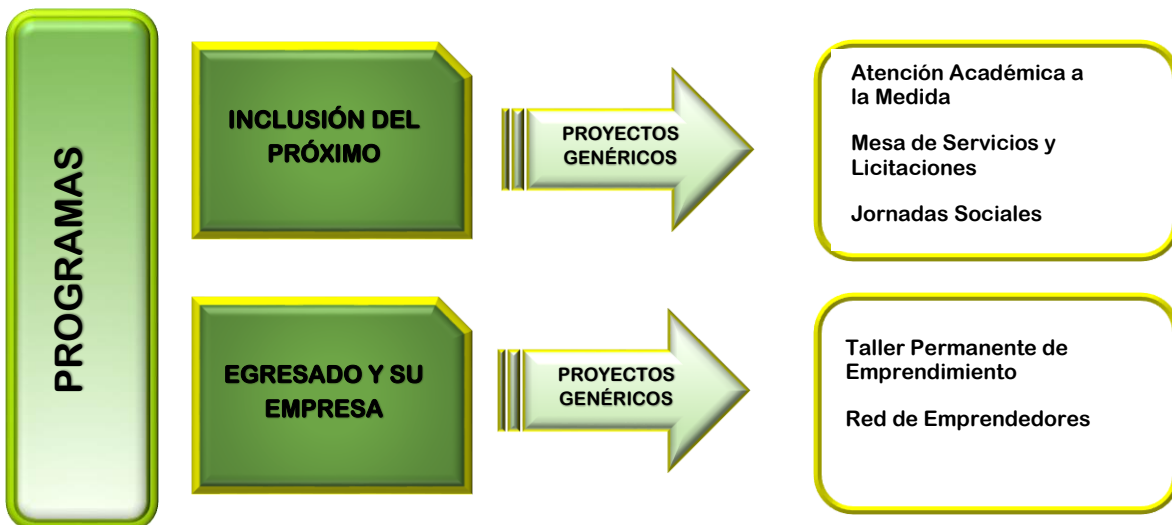 PROGRAMAS
INCLUSIÓN DEL
PRÓXIMO
PROYECTOS
GENÉRICOS
Atención Académica a
la Medida
Mesa de Servicios y
Licitaciones
Jornadas Sociales
EGRESADO Y SU
EMPRESA
PROYECTOS
GENÉRICOS
Taller Permanente de
Emprendimiento
Red de Emprendedores